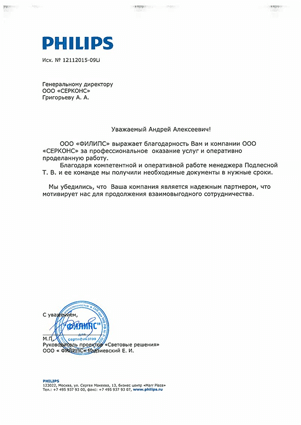 PHILIPS
Исх. № 12112015-09Li
Генеральному директору
ООО «СЕРКОНС»
Григорьеву А. А.
Уважаемый Андрей Алексеевич!
ООО «ФИЛИПС» выражает благодарность Вам и компании ООО
«СЕРКОНС» за профессиональное оказание услуг и оперативно
проделанную работу.
Благодаря компетентной и оперативной работе менеджера Подлесной
Т. В. и ее команде мы получили необходимые документы в нужные сроки.
Мы убедились, что Ваша компания является надежным партнером, что
мотивирует нас для продолжения взаимовыгодного сотрудничества.
С уважением,
"ФИЛИПС"
М.П.
Руководитель проектов «Световые решения»
ООО «ФИЛИПС» Е. И.
PHILIPS
123022, Москва, ул. Сергея Макеева, 13, Бизнес центр
Тел.: +7 495 937 93 00, факс: +7 495 937 93 07, www.philips.ru